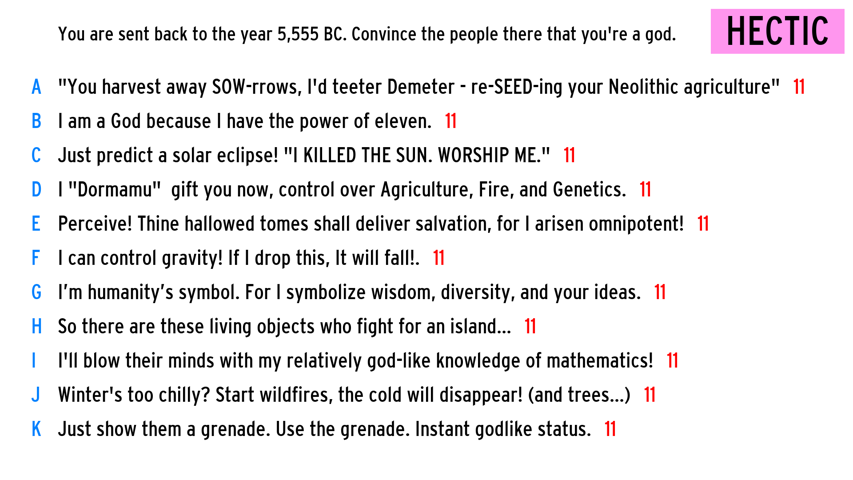 You are sent back to the year 5,555 BC. Convince the people there that you're a god.
HECTIC
A "You harvest away SOW-rrows, I'd teeter Demeter - re-SEED-ing your Neolithic agriculture" 11
B I am a God because I have the power of eleven. 11
C Just predict a solar eclipse! "I KILLED THE SUN. WORSHIP ME." 11
D I "Dormamu" gift you now, control over Agriculture, Fire, and Genetics. 11
E Perceive! Thine hallowed tomes shall deliver salvation, for I arisen omnipotent! 11
F I can control gravity! If I drop this, It will fall!. 11
G I'm humanity's symbol. For I symbolize wisdom, diversity, and your ideas. 11
H So there are these living objects who fight for an island... 11
I I'll blow their minds with my relatively god-like knowledge of mathematics! 11
J Winter's too chilly? Start wildfires, the cold will disappear! (and trees...) 11
K Just show them a grenade. Use the grenade. Instant godlike status. 11